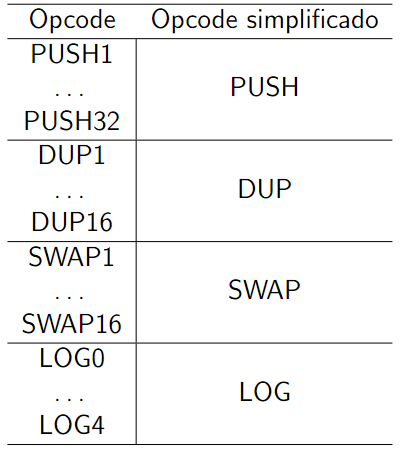 Opcode Opcode simplificado
PUSH1
... PUSH
PUSH32
DUP1
... DUP
DUP16
SWAP1
... SWAP
SWAP16
LOG0
... LOG
LOG4